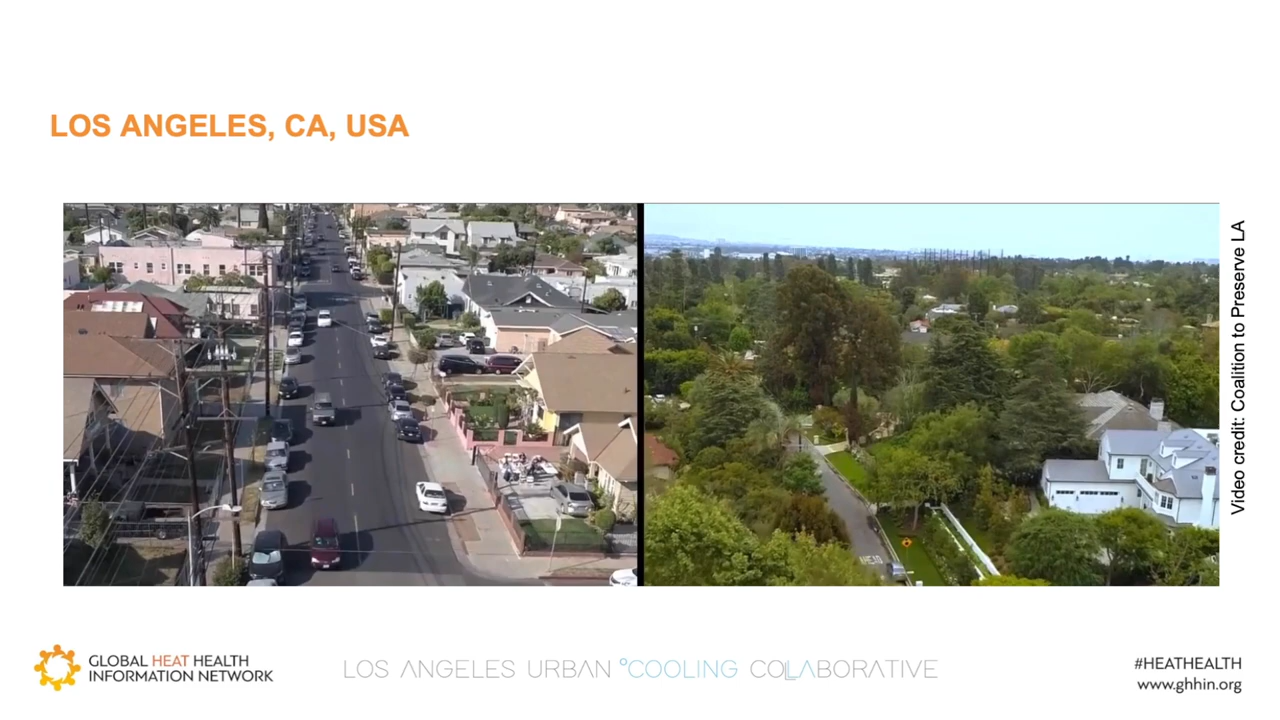 LOS ANGELES, CA, USA
Video credit: Coalition to Preserve LA
AHEAD
GLOBAL HEAT HEALTH
INFORMATION NETWORK
LOS ANGELES URBAN °COOLING COLLABORATIVE
#HEATHEALTH
www.ghhin.org